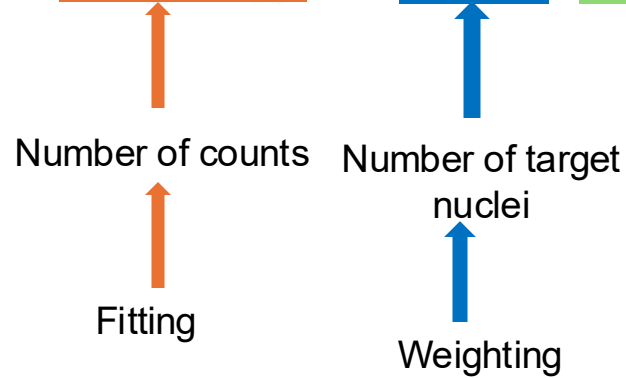 Number of counts
Number of target
nuclei
Fitting
Weighting